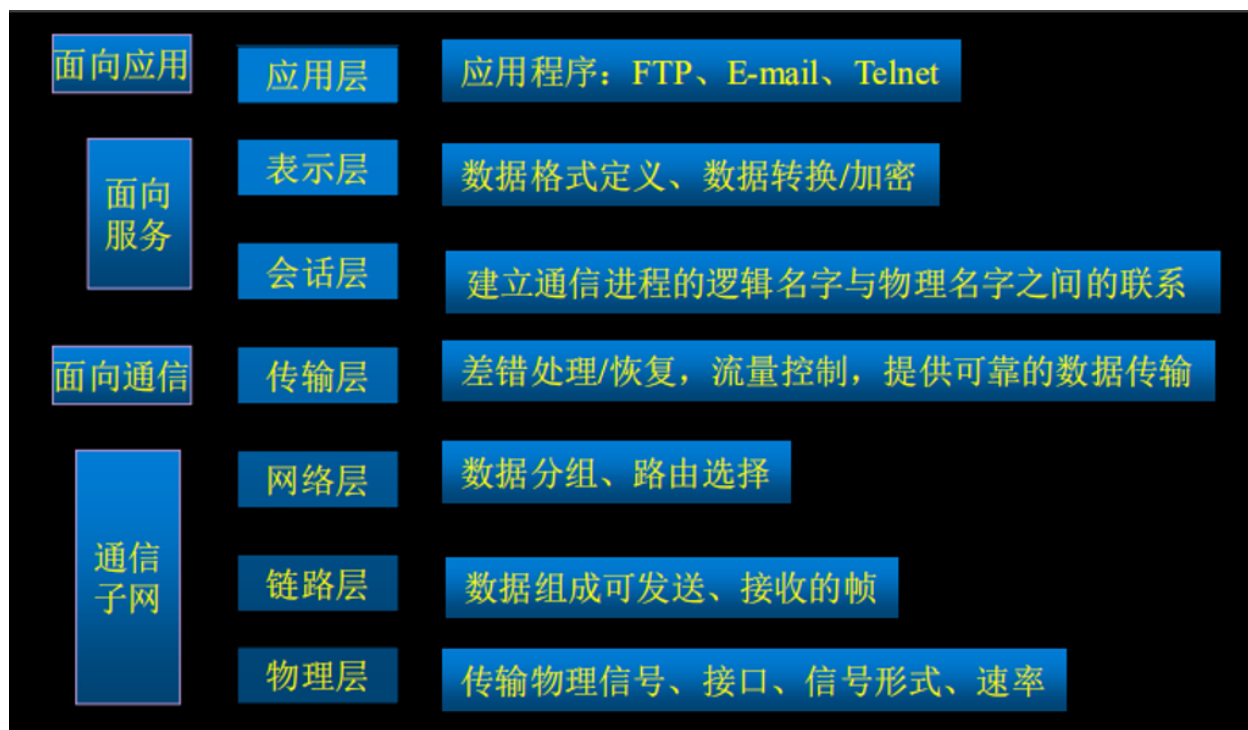 面向应用
应用层
应用程序：FTP、E-mail、Telnet
面向
服务
表示层
数据格式定义、数据转换/加密
会话层
建立通信进程的逻辑名字与物理名字之间的联系
面向通信
传输层
差错处理/恢复，流量控制，提供可靠的数据传输
通信
子网
网络层
数据分组、路由选择
链路层
数据组成可发送、接收的帧
物理层
传输物理信号、接口、信号形式、速率